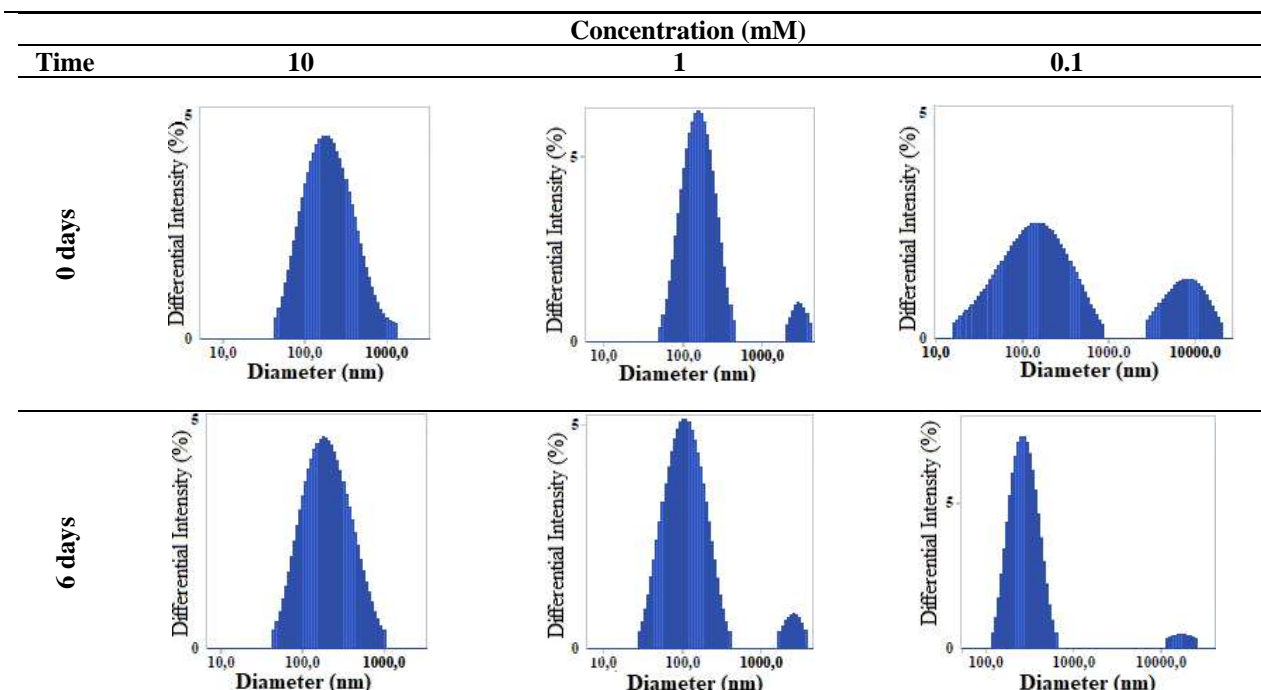 Concentration (mM)
Time 10 1 0.1
0 days
Differential Intensity (%)
5
0
10,0 100,0 1000,0
Diameter (nm)
Differential Intensity (%)
5
0
10,0 100,0 1000,0
Diameter (nm)
Differential Intensity (%)
5
0
10,0 100,0 1000,0 10000,0
Diameter (nm)
6 days
Differential Intensity (%)
5
0
10,0 100,0 1000,0
Diameter (nm)
Differential Intensity (%)
5
0
10,0 100,0 1000,0
Diameter (nm)
Differential Intensity (%)
5
0
100,0 1000,0 10000,0
Diameter (nm)